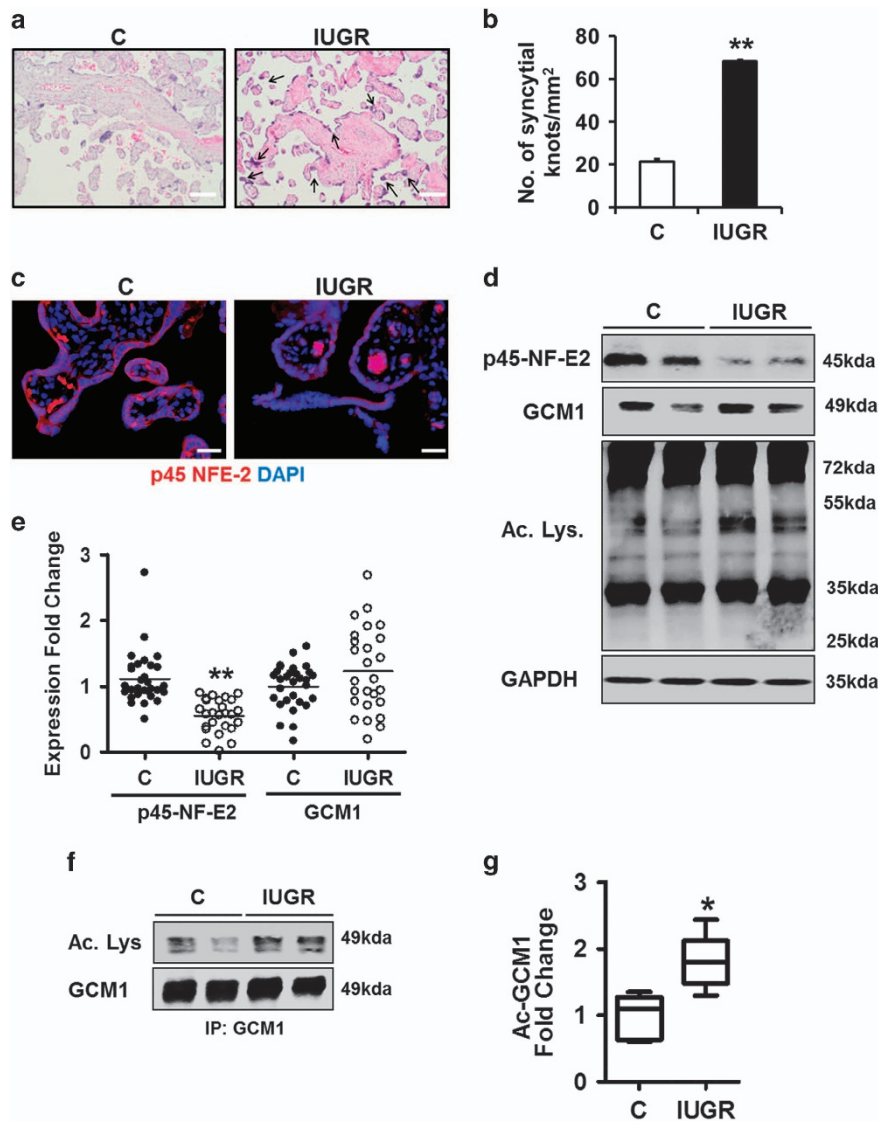 a
C
IUGR
b
No. of syncytial
knots/mm²
80
60
40
20
0
**
C
IUGR
c
C
IUGR
p45 NFE-2 DAPI
d
C
IUGR
p45-NF-E2
45kda
GCM1
49kda
Ac. Lys.
72kda
55kda
35kda
25kda
GAPDH
35kda
e
Expression Fold Change
3
2
1
0
**
C
IUGR
C
IUGR
p45-NF-E2
GCM1
f
C
IUGR
Ac. Lys
49kda
GCM1
49kda
IP: GCM1
g
Ac-GCM1
Fold Change
3
2
1
0
*
C
IUGR